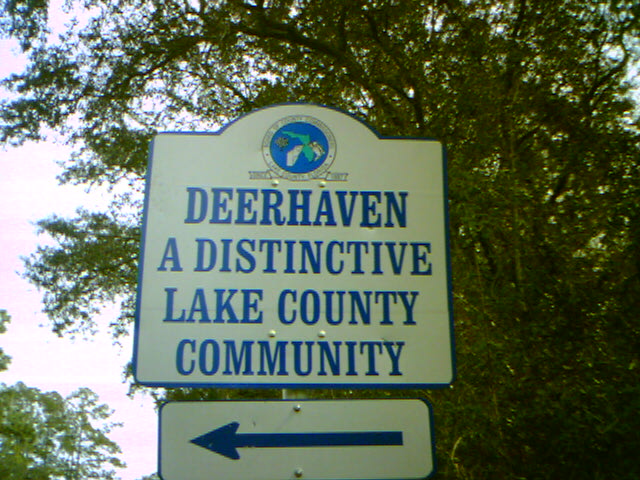 DEERHAVEN
A DISTINCTIVE
LAKE COUNTY
COMMUNITY